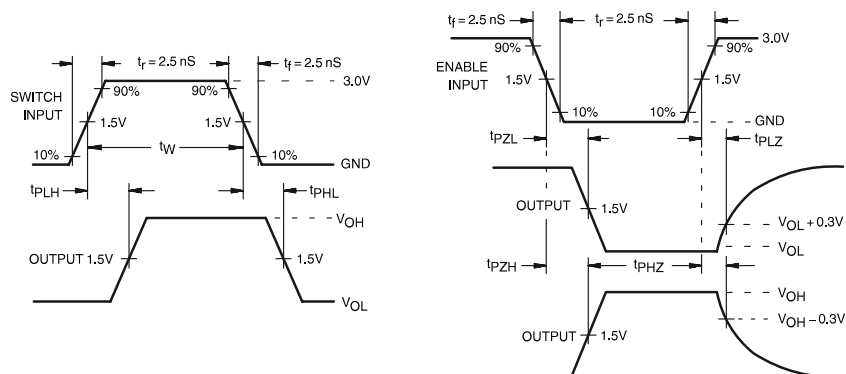 tr = 2.5 nS
tf = 2.5 nS
3.0V
SWITCH INPUT
90%
90%
1.5V
1.5V
tW
10%
10%
GND
tPLH
tPHL
VOH
OUTPUT
1.5V
1.5V
VOL
tf = 2.5 nS
tr = 2.5 nS
3.0V
90%
90%
ENABLE INPUT
1.5V
1.5V
10%
10%
GND
tPZL
tPLZ
OUTPUT
1.5V
VOL + 0.3V
VOL
tPZH
tPHZ
VOH
VOH – 0.3V
OUTPUT
1.5V